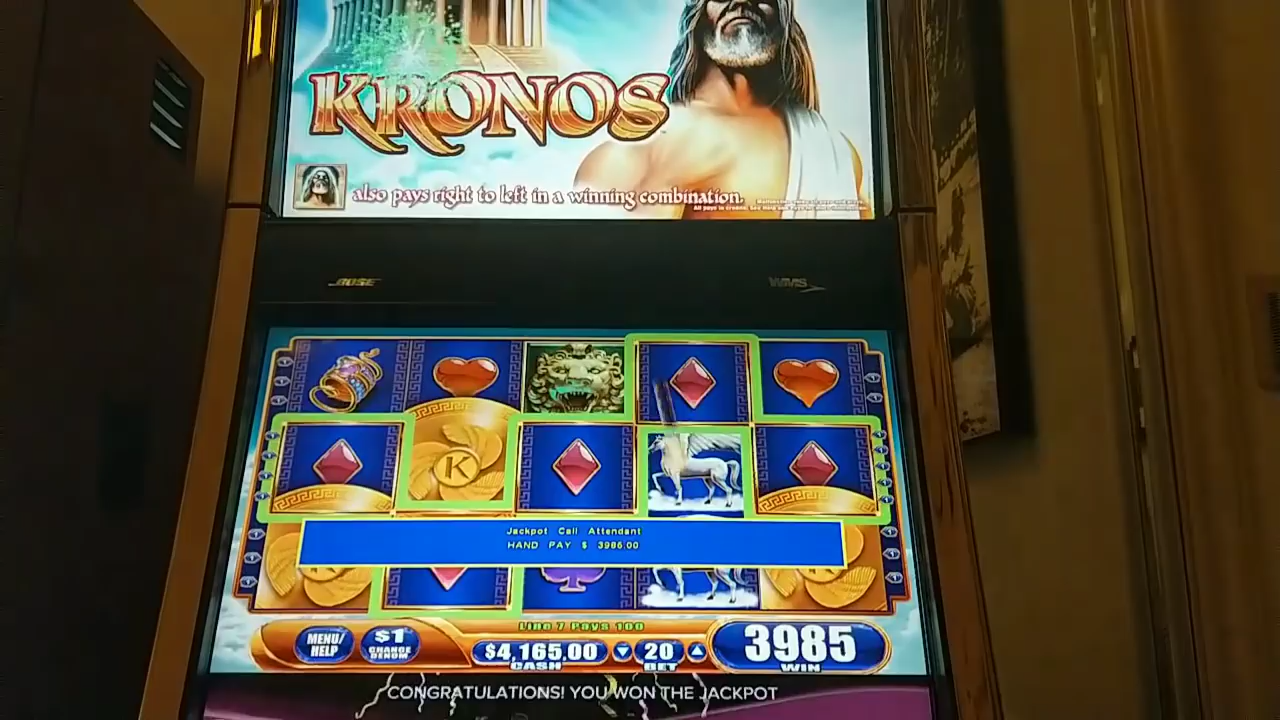 KRONOS
also pays right to left in a winning combination.
BOSE
WMS
K
Jackpot Call Attendant
HAND PAY $ 3985.00
Line 7 Pays 100
MENU/
HELP
$1
CHANGE
DENOM
$4,165.00
CASH
20
BET
3985
WIN
CONGRATULATIONS! YOU WON THE JACKPOT